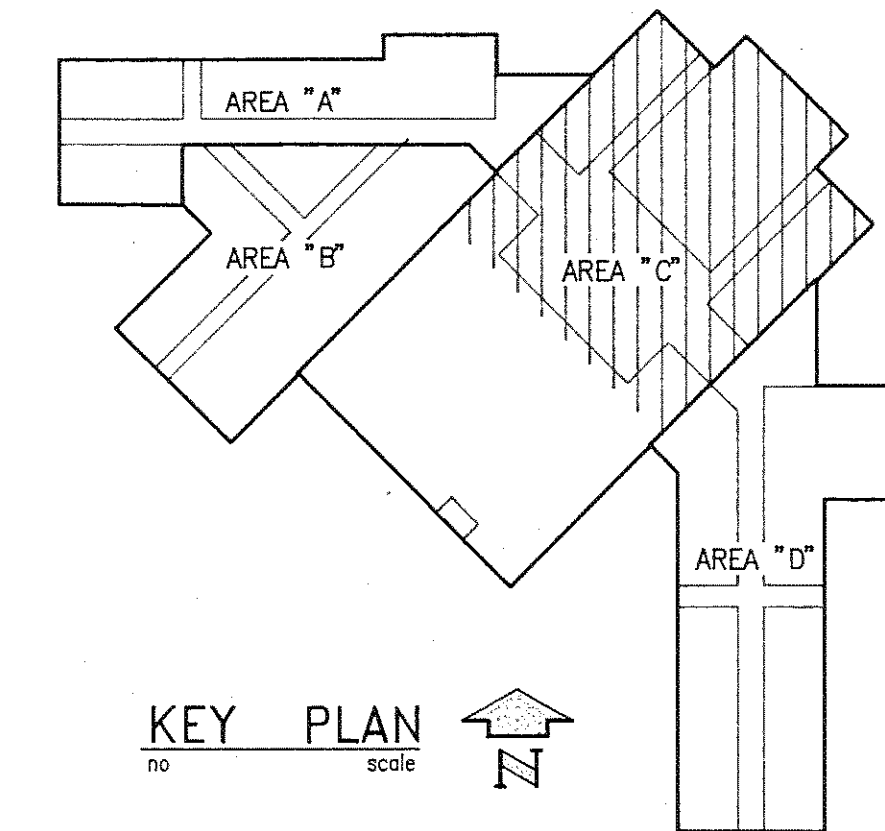 AREA "A"
AREA "B"
AREA "C"
AREA "D"
KEY PLAN
no scale
N